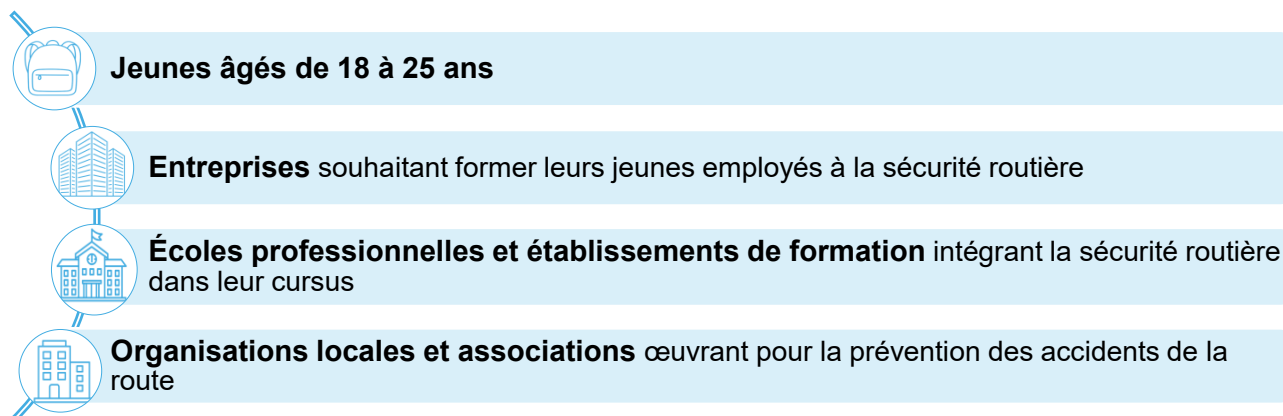 Jeunes âgés de 18 à 25 ans
Entreprises souhaitant former leurs jeunes employés à la sécurité routière
Écoles professionnelles et établissements de formation intégrant la sécurité routière
dans leur cursus
Organisations locales et associations œuvrant pour la prévention des accidents de la
route